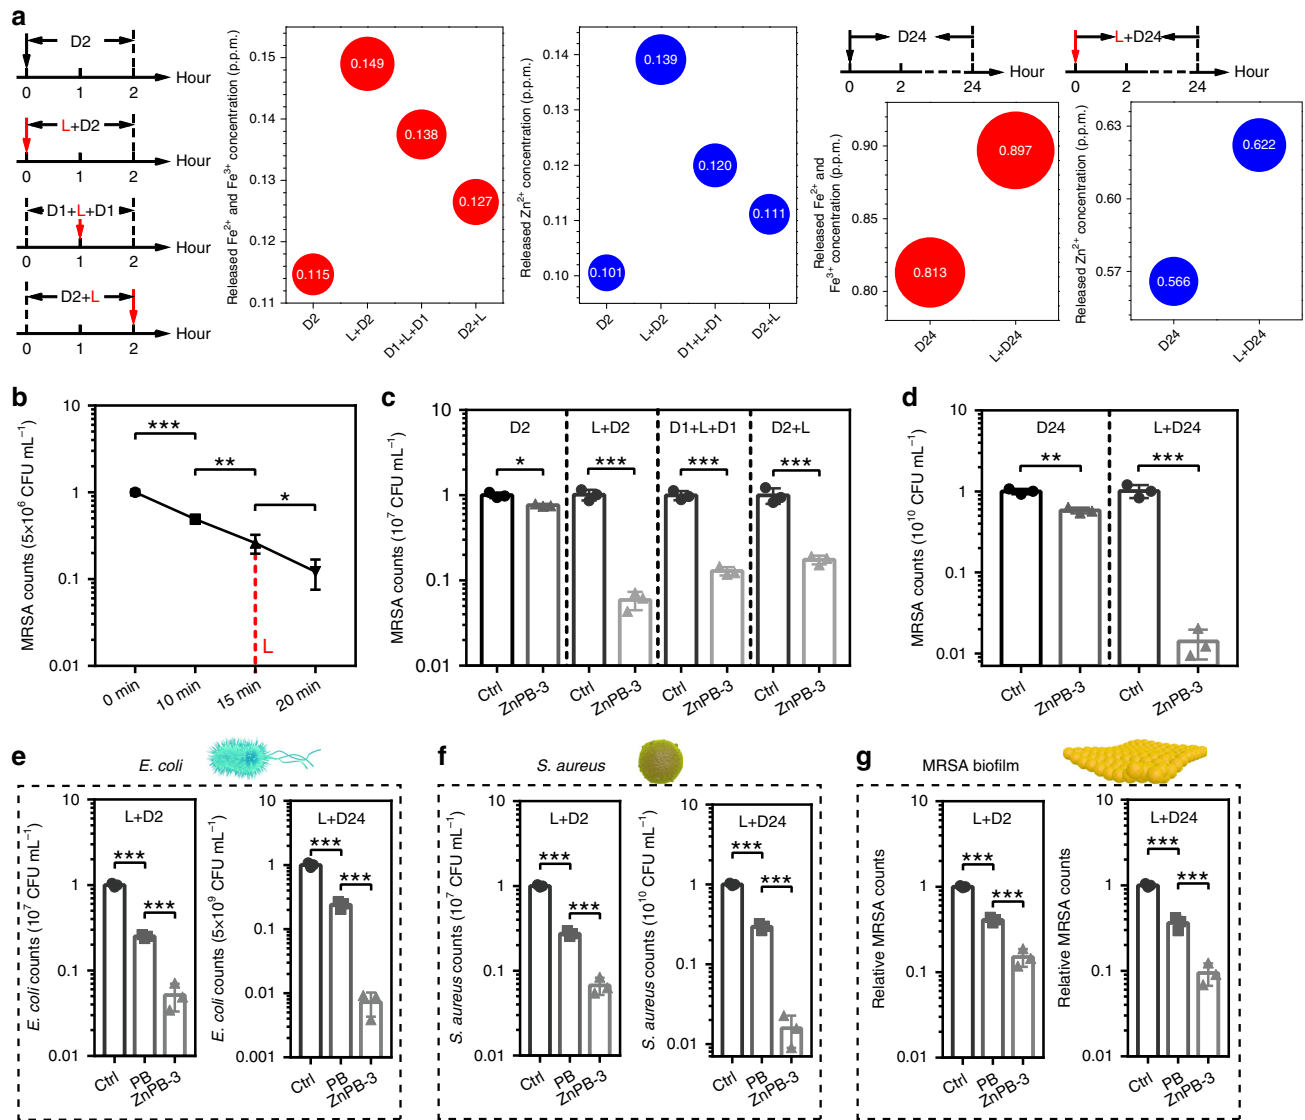 a
D2
Hour
0 1 2
L+D2
Hour
0 1 2
D1+L+D1
Hour
0 1 2
D2+L
Hour
0 1 2
Released Fe²⁺ and Fe³⁺ concentration (p.p.m.)
0.15
0.14
0.13
0.12
0.11
0.149
0.138
0.127
0.115
D2
L+D2
D1+L+D1
D2+L
Released Zn²⁺ concentration (p.p.m.)
0.14
0.13
0.12
0.11
0.10
0.139
0.120
0.111
0.101
D2
L+D2
D1+L+D1
D2+L
D24
Hour
0 2 24
Released Fe²⁺ and
Fe³⁺ concentration (p.p.m.)
0.90
0.85
0.80
0.897
0.813
D24
L+D24
L+D24
Hour
0 2 24
Released Zn²⁺ concentration (p.p.m.)
0.63
0.60
0.57
0.622
0.566
D24
L+D24
b
MRSA counts (5×10⁶ CFU mL⁻¹)
10
1
0.1
0.01
***
**
*
L
0 min
10 min
15 min
20 min
c
MRSA counts (10⁷ CFU mL⁻¹)
10
1
0.1
0.01
D2 L+D2 D1+L+D1 D2+L
* *** *** ***
Ctrl ZnPB-3 Ctrl ZnPB-3 Ctrl ZnPB-3 Ctrl ZnPB-3
d
MRSA counts (10¹⁰ CFU mL⁻¹)
10
1
0.1
0.01
D24 L+D24
** ***
Ctrl ZnPB-3 Ctrl ZnPB-3
e
E. coli
E. coli counts (10⁷ CFU mL⁻¹)
10
1
0.1
0.01
L+D2
***
***
Ctrl PB ZnPB-3
E. coli counts (5×10⁹ CFU mL⁻¹)
10
1
0.1
0.01
0.001
L+D24
***
***
Ctrl PB ZnPB-3
f
S. aureus
S. aureus counts (10⁷ CFU mL⁻¹)
10
1
0.1
0.01
L+D2
***
***
Ctrl PB ZnPB-3
S. aureus counts (10¹⁰ CFU mL⁻¹)
10
1
0.1
0.01
L+D24
***
***
Ctrl PB ZnPB-3
g
MRSA biofilm
Relative MRSA counts
10
1
0.1
0.01
L+D2
***
***
Ctrl PB ZnPB-3
Relative MRSA counts
10
1
0.1
0.01
L+D24
***
***
Ctrl PB ZnPB-3